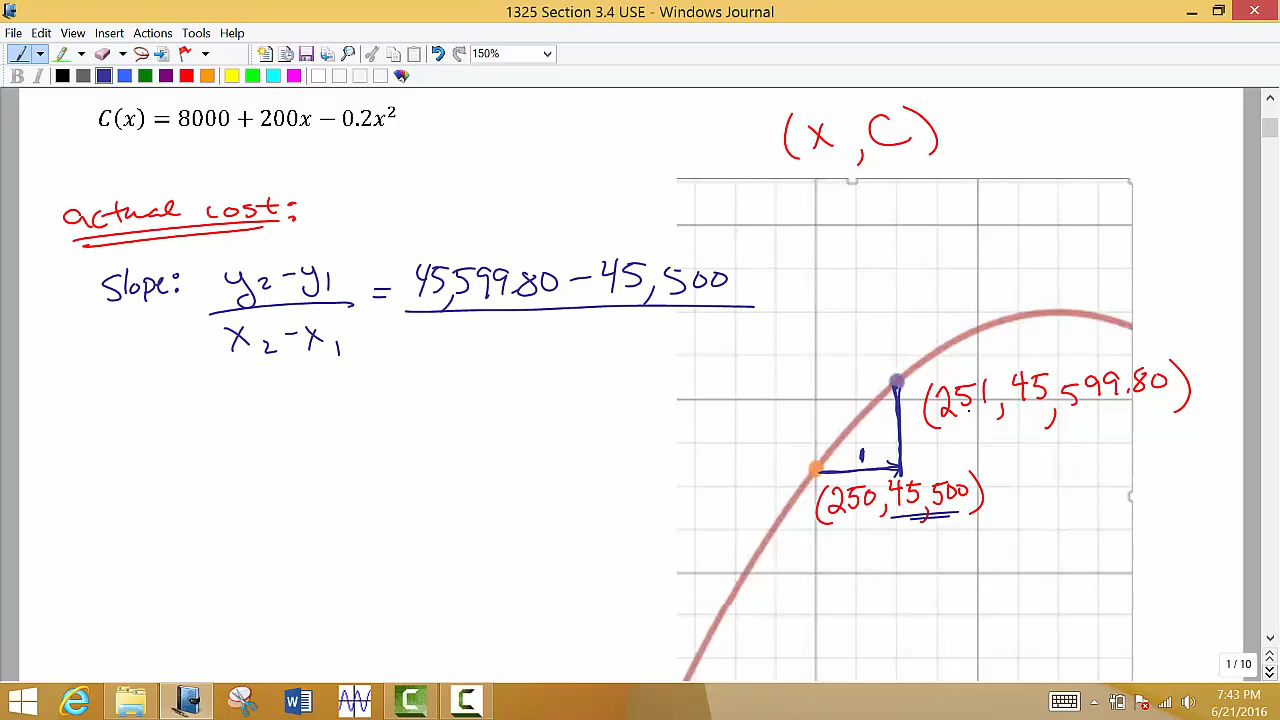 1325 Section 3.4 USE - Windows Journal
File Edit View Insert Actions Tools Help
150%
B I
C(x) = 8000 + 200x − 0.2x²
(x, C)
actual cost:
slope: y₂ - y₁ = 45,599.80 - 45,500
x₂ - x₁
(251, 45,599.80)
1
(250, 45,500)
1 / 10
7:43 PM
6/21/2016